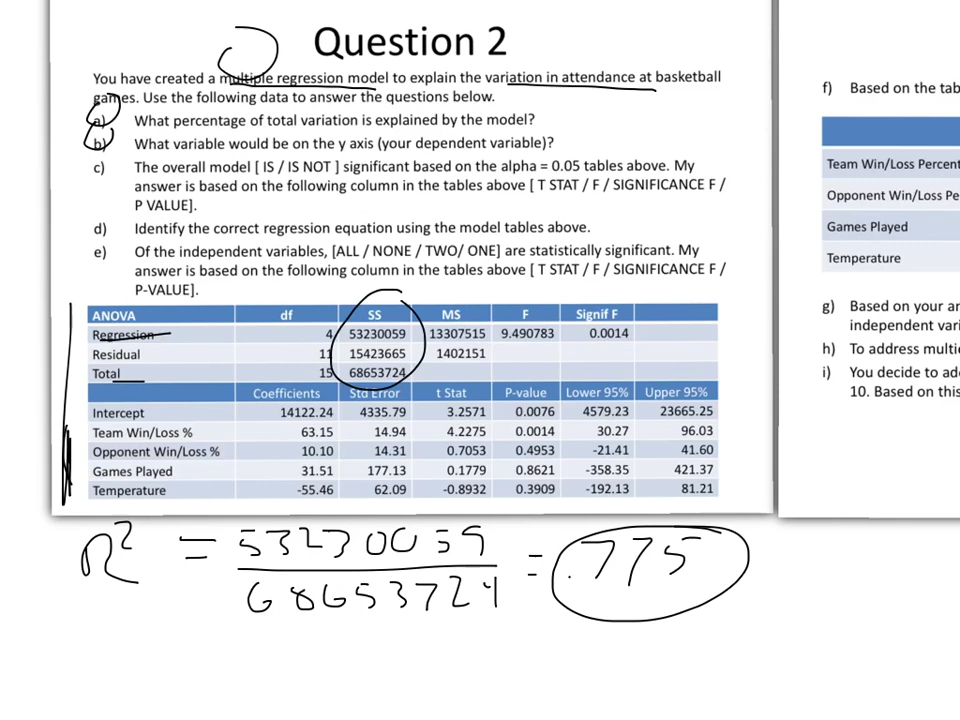 Question 2
You have created a multiple regression model to explain the variation in attendance at basketball
games. Use the following data to answer the questions below.
a) What percentage of total variation is explained by the model?
b) What variable would be on the y axis (your dependent variable)?
c) The overall model [ IS / IS NOT ] significant based on the alpha = 0.05 tables above. My
answer is based on the following column in the tables above [ T STAT / F / SIGNIFICANCE F /
P VALUE].
d) Identify the correct regression equation using the model tables above.
e) Of the independent variables, [ALL / NONE / TWO/ ONE] are statistically significant. My
answer is based on the following column in the tables above [ T STAT / F / SIGNIFICANCE F /
P-VALUE].
ANOVA df SS MS F Signif F
Regression 4 53230059 13307515 9.490783 0.0014
Residual 11 15423665 1402151
Total 15 68653724
Coefficients Std Error t Stat P-value Lower 95% Upper 95%
Intercept 14122.24 4335.79 3.2571 0.0076 4579.23 23665.25
Team Win/Loss % 63.15 14.94 4.2275 0.0014 30.27 96.03
Opponent Win/Loss % 10.10 14.31 0.7053 0.4953 -21.41 41.60
Games Played 31.51 177.13 0.1779 0.8621 -358.35 421.37
Temperature -55.46 62.09 -0.8932 0.3909 -192.13 81.21
R² = 53230059 / 68653724 = .775
f) Based on the tab
Team Win/Loss Percent
Opponent Win/Loss Pe
Games Played
Temperature
g) Based on your an
independent vari
h) To address multi
i) You decide to ad
10. Based on this